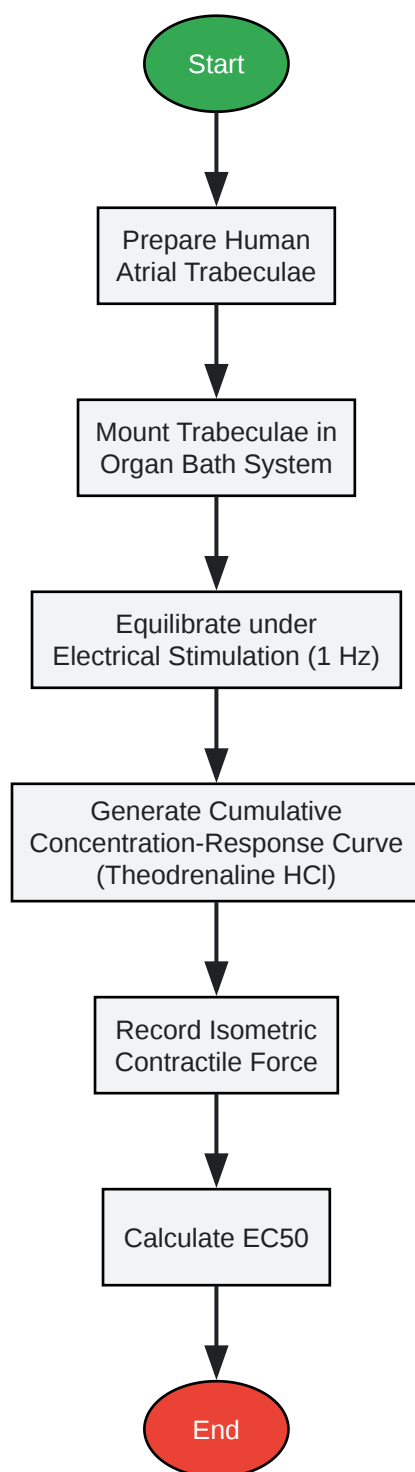 Start
Prepare Human
Atrial Trabeculae
Mount Trabeculae in
Organ Bath System
Equilibrate under
Electrical Stimulation (1 Hz)
Generate Cumulative
Concentration-Response Curve
(Theodrenaline HCl)
Record Isometric
Contractile Force
Calculate EC50
End